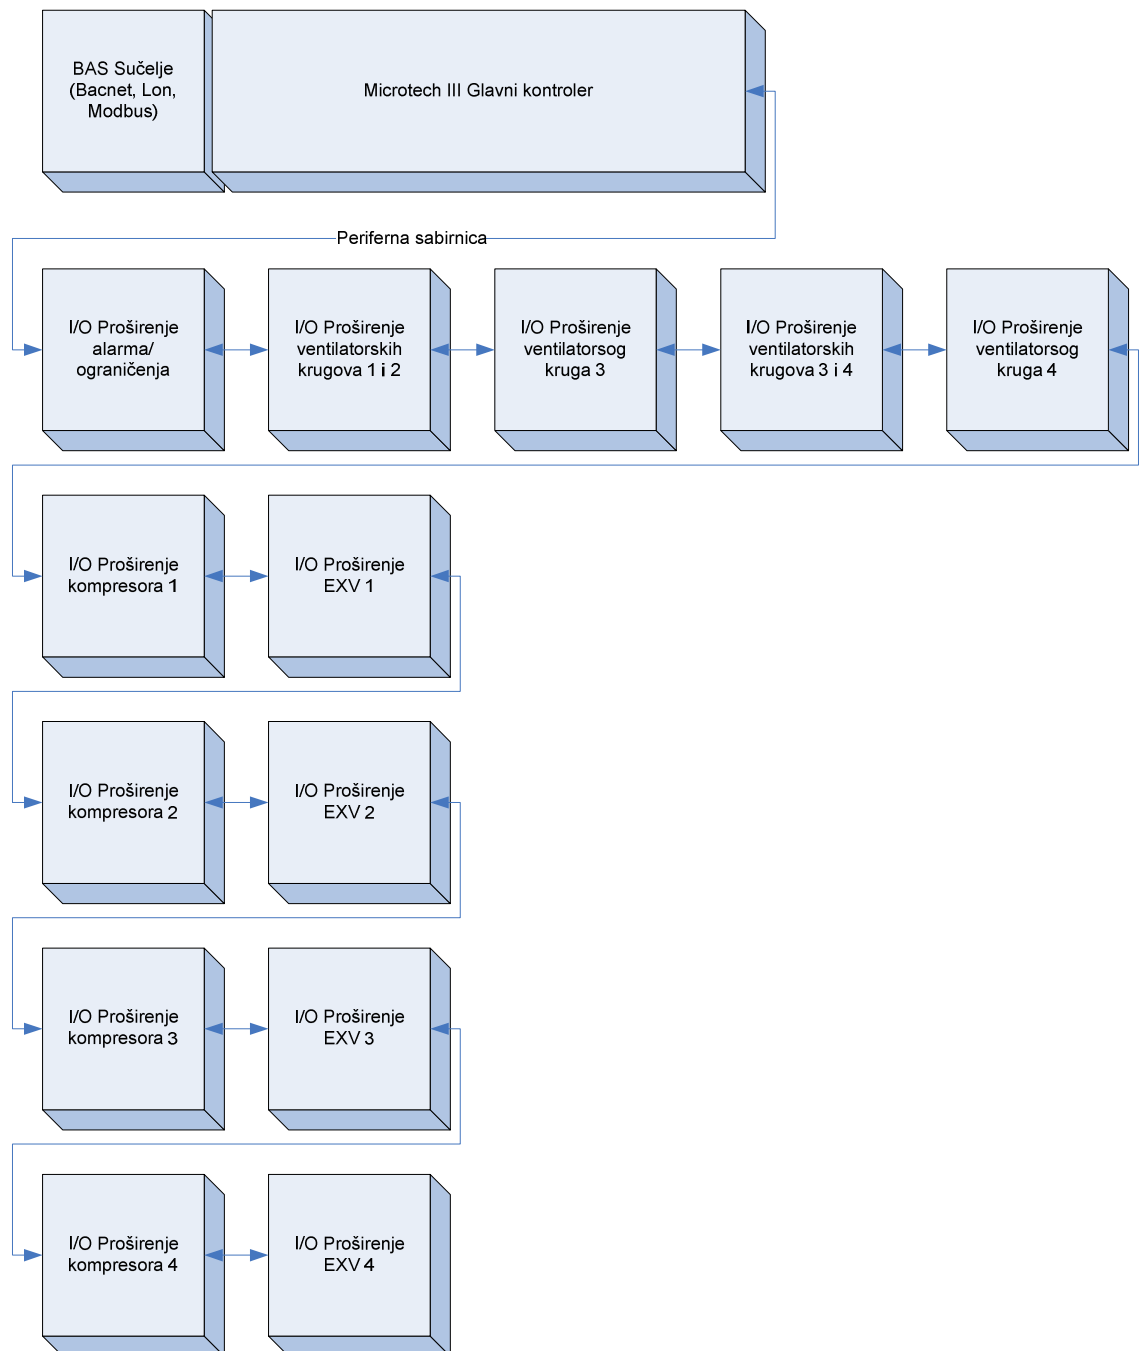 BAS Sučelje
(Bacnet, Lon,
Modbus)
Microtech III Glavni kontroler
Periferna sabirnica
I/O Proširenje
alarma/
ograničenja
I/O Proširenje
ventilatorskih
krugova 1 i 2
I/O Proširenje
ventilatorsog
kruga 3
I/O Proširenje
ventilatorskih
krugova 3 i 4
I/O Proširenje
ventilatorsog
kruga 4
I/O Proširenje
kompresora 1
I/O Proširenje
EXV 1
I/O Proširenje
kompresora 2
I/O Proširenje
EXV 2
I/O Proširenje
kompresora 3
I/O Proširenje
EXV 3
I/O Proširenje
kompresora 4
I/O Proširenje
EXV 4